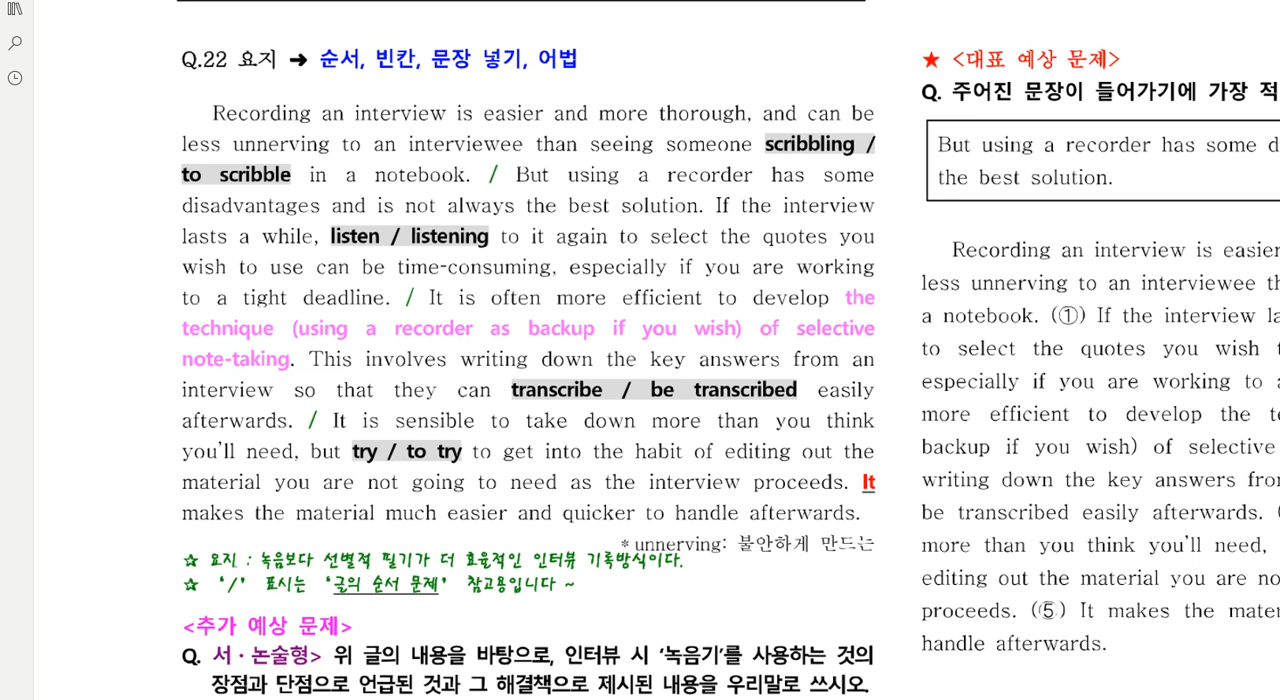 Q.22 요지 → 순서, 빈칸, 문장 넣기, 어법
Recording an interview is easier and more thorough, and can be
less unnerving to an interviewee than seeing someone scribbling /
to scribble in a notebook. / But using a recorder has some
disadvantages and is not always the best solution. If the interview
lasts a while, listen / listening to it again to select the quotes you
wish to use can be time-consuming, especially if you are working
to a tight deadline. / It is often more efficient to develop the
technique (using a recorder as backup if you wish) of selective
note-taking. This involves writing down the key answers from an
interview so that they can transcribe / be transcribed easily
afterwards. / It is sensible to take down more than you think
you'll need, but try / to try to get into the habit of editing out the
material you are not going to need as the interview proceeds. It
makes the material much easier and quicker to handle afterwards.
* unnerving: 불안하게 만드는
☆ 요지 : 녹음보다 선별적 필기가 더 효율적인 인터뷰 기록방식이다.
☆ '/' 표시는 '글의 순서 문제' 참고용입니다 ~
<추가 예상 문제>
Q. 서·논술형> 위 글의 내용을 바탕으로, 인터뷰 시 '녹음기'를 사용하는 것의
장점과 단점으로 언급된 것과 그 해결책으로 제시된 내용을 우리말로 쓰시오.
★ <대표 예상 문제>
Q. 주어진 문장이 들어가기에 가장 적
But using a recorder has some d
the best solution.
Recording an interview is easier
less unnerving to an interviewee th
a notebook. (①) If the interview la
to select the quotes you wish t
especially if you are working to a
more efficient to develop the te
backup if you wish) of selective
writing down the key answers from
be transcribed easily afterwards. (
more than you think you'll need,
editing out the material you are no
proceeds. (⑤) It makes the mater
handle afterwards.